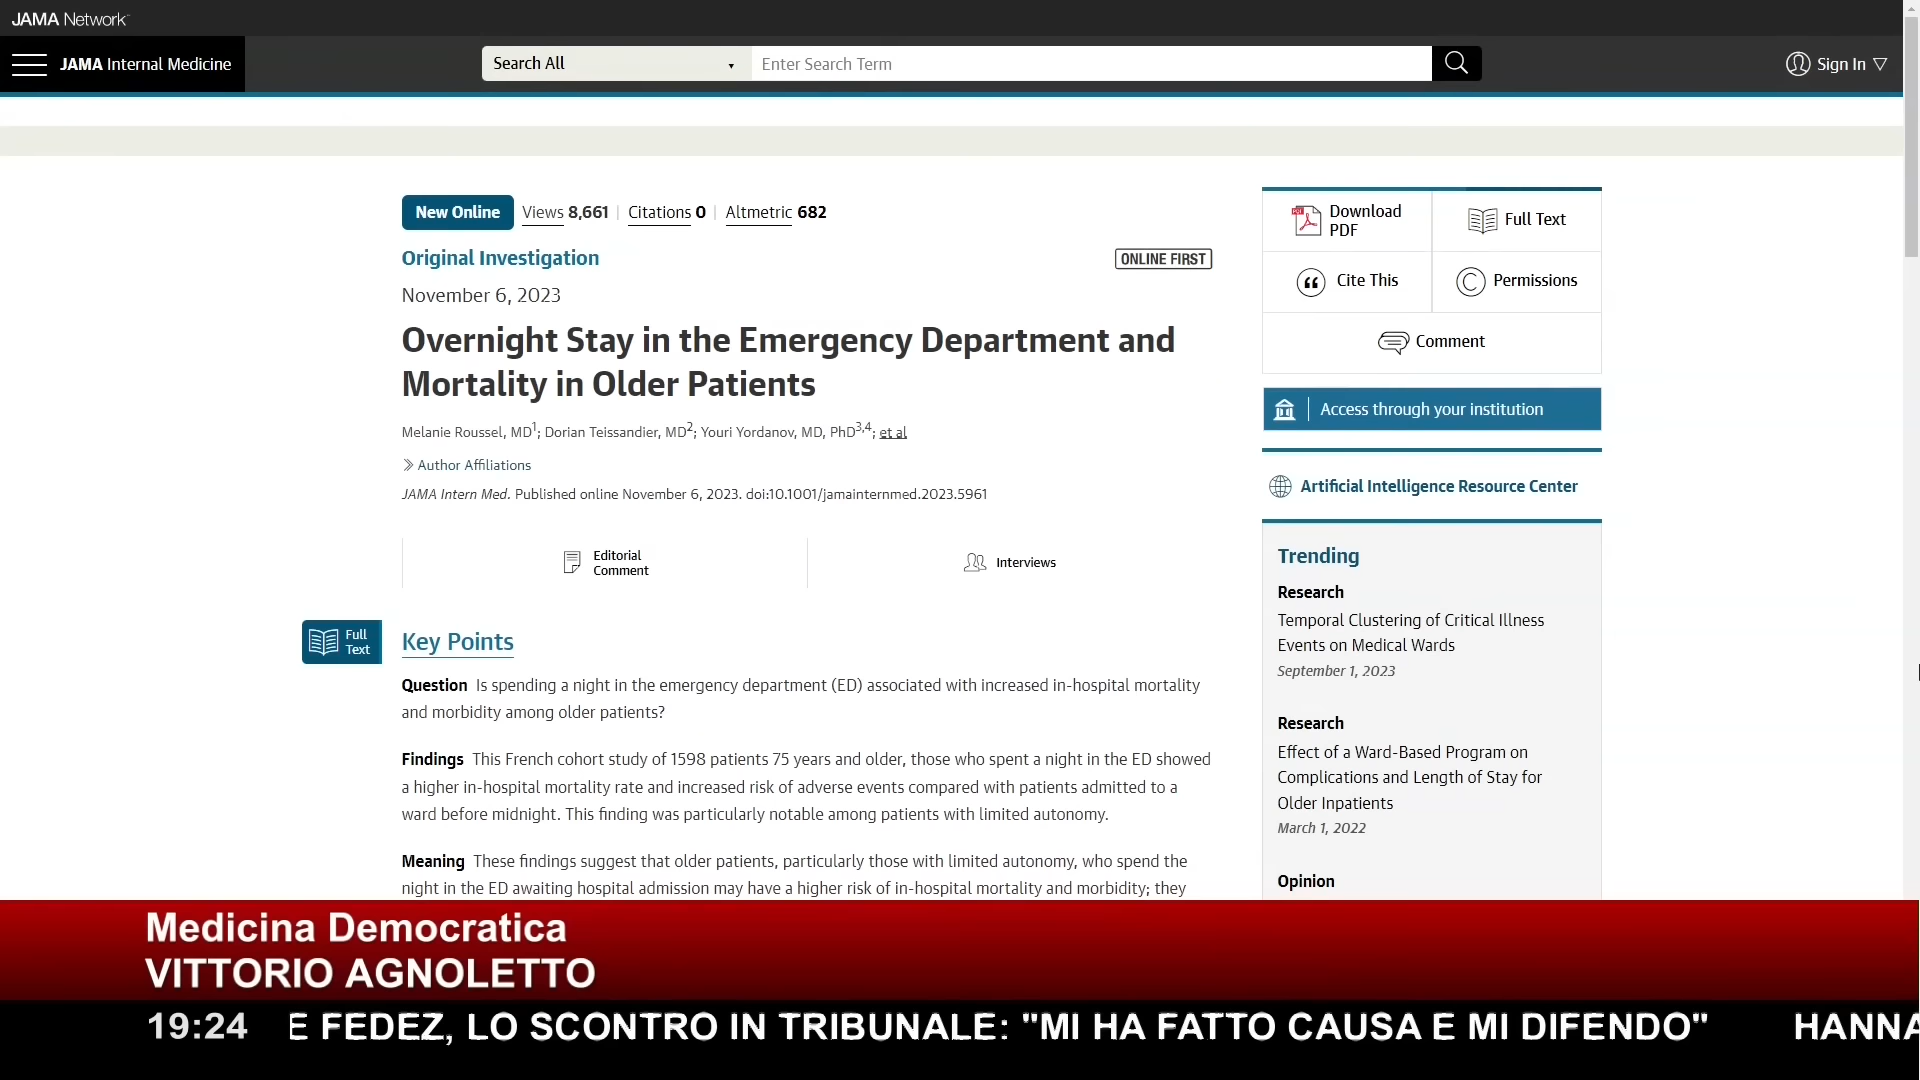 JAMA Network
JAMA Internal Medicine
Search All
Enter Search Term
Sign In
New Online Views 8,661 | Citations 0 | Altmetric 682
Original Investigation
ONLINE FIRST
November 6, 2023
Overnight Stay in the Emergency Department and
Mortality in Older Patients
Melanie Roussel, MD1; Dorian Teissandier, MD2; Youri Yordanov, MD, PhD3,4; et al
Author Affiliations
JAMA Intern Med. Published online November 6, 2023. doi:10.1001/jamainternmed.2023.5961
Editorial
Comment
Interviews
Full
Text
Key Points
Question Is spending a night in the emergency department (ED) associated with increased in-hospital mortality
and morbidity among older patients?
Findings This French cohort study of 1598 patients 75 years and older, those who spent a night in the ED showed
a higher in-hospital mortality rate and increased risk of adverse events compared with patients admitted to a
ward before midnight. This finding was particularly notable among patients with limited autonomy.
Meaning These findings suggest that older patients, particularly those with limited autonomy, who spend the
night in the ED awaiting hospital admission may have a higher risk of in-hospital mortality and morbidity; they
Download
PDF
Full Text
Cite This
Permissions
Comment
Access through your institution
Artificial Intelligence Resource Center
Trending
Research
Temporal Clustering of Critical Illness
Events on Medical Wards
September 1, 2023
Research
Effect of a Ward-Based Program on
Complications and Length of Stay for
Older Inpatients
March 1, 2022
Opinion
Medicina Democratica
VITTORIO AGNOLETTO
19:24 E FEDEZ, LO SCONTRO IN TRIBUNALE: "MI HA FATTO CAUSA E MI DIFENDO" HANNA